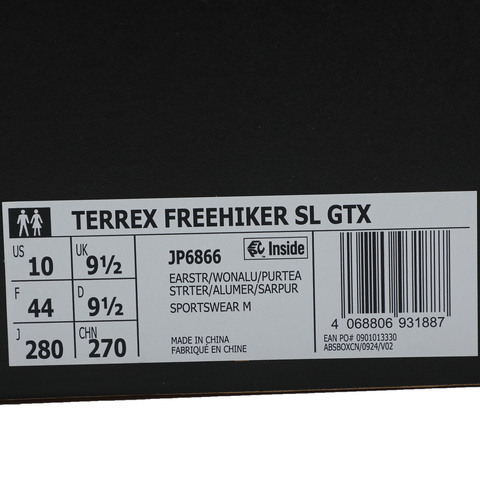 TERREX FREEHIKER SL GTX
US 10 UK 9½
F 44 D 9½
J 280 CHN 270
JP6866 Inside
EARSTR/WONALU/PURTEA
STRTER/ALUMER/SARPUR
SPORTSWEAR M
MADE IN CHINA
FABRIQUÉ EN CHINE
4 068806 931887
EAN PO# 0901013330
ABSBOXCN/0924/V02